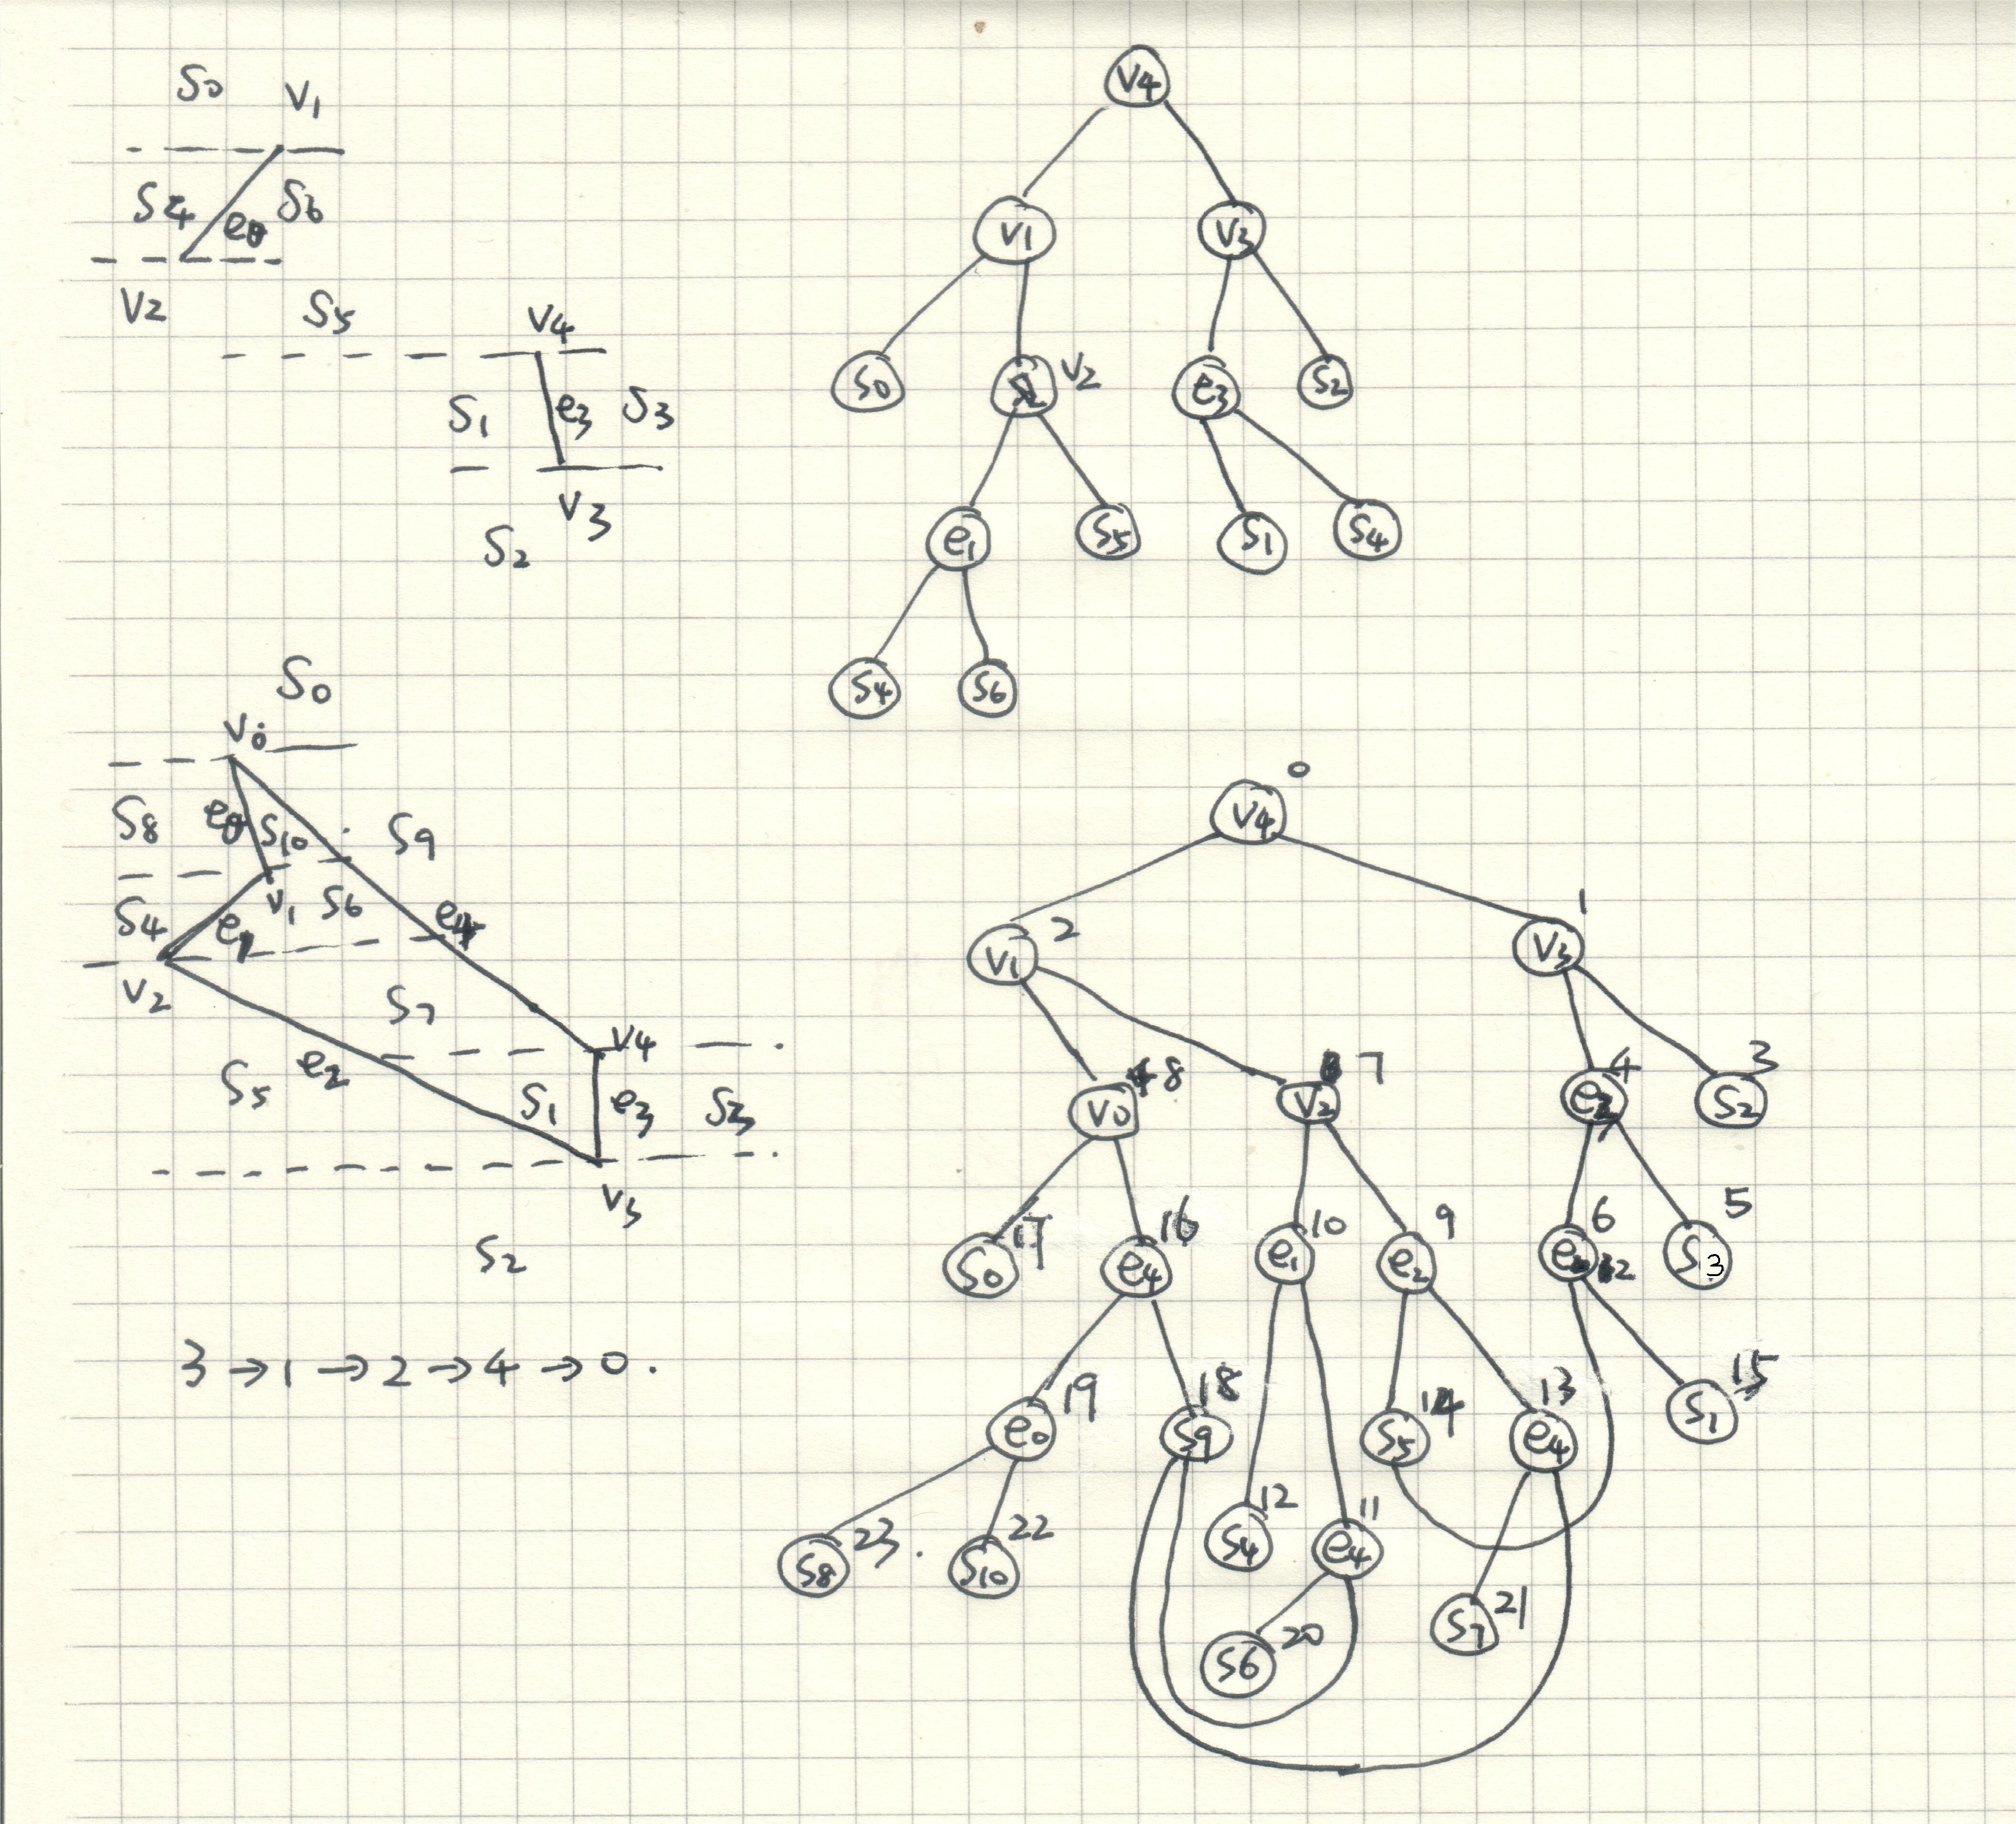 S0 V1
S4 e0 S6
V2 S5
V4
S1 e3 S3
V3
S2
V4
V1 V3
S0 V2 e3 S2
e1 S5 S1 S4
S4 S6
S0
V0
S8 e0 S10 S9
S4 e1 V1 S6 e4
V2 S7
V4
S5 e2 S1 e3 S3
V3
S2
3 → 1 → 2 → 4 → 0 .
V4 0
V1 2 V3 1
V0 8 V2 7 e3 4 S2 3
S0 17 e4 16 e1 10 e2 9 e2 6 S3 5
e0 19 S9 18 S5 14 e4 13 S1 15
S8 23. S10 22 S4 12 e4 11
S6 20 S7 21